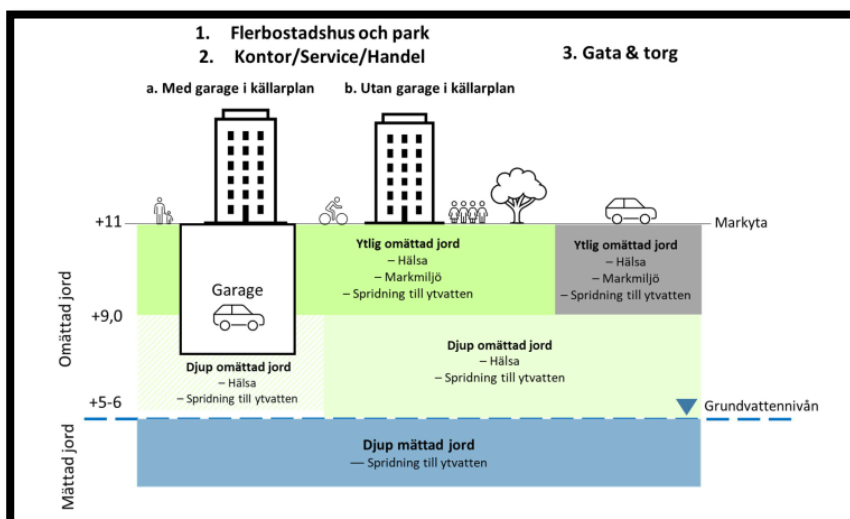 1. Flerbostadshus och park
2. Kontor/Service/Handel
3. Gata & torg
a. Med garage i källarplan
b. Utan garage i källarplan
+11
Markyta
Ytlig omättad jord
– Hälsa
– Markmiljö
– Spridning till ytvatten
Ytlig omättad jord
– Hälsa
– Markmiljö
– Spridning till ytvatten
Garage
Omättad jord
+9,0
Djup omättad jord
– Hälsa
– Spridning till ytvatten
Djup omättad jord
– Hälsa
– Spridning till ytvatten
+5-6
Grundvattennivån
Mättad jord
Djup mättad jord
— Spridning till ytvatten